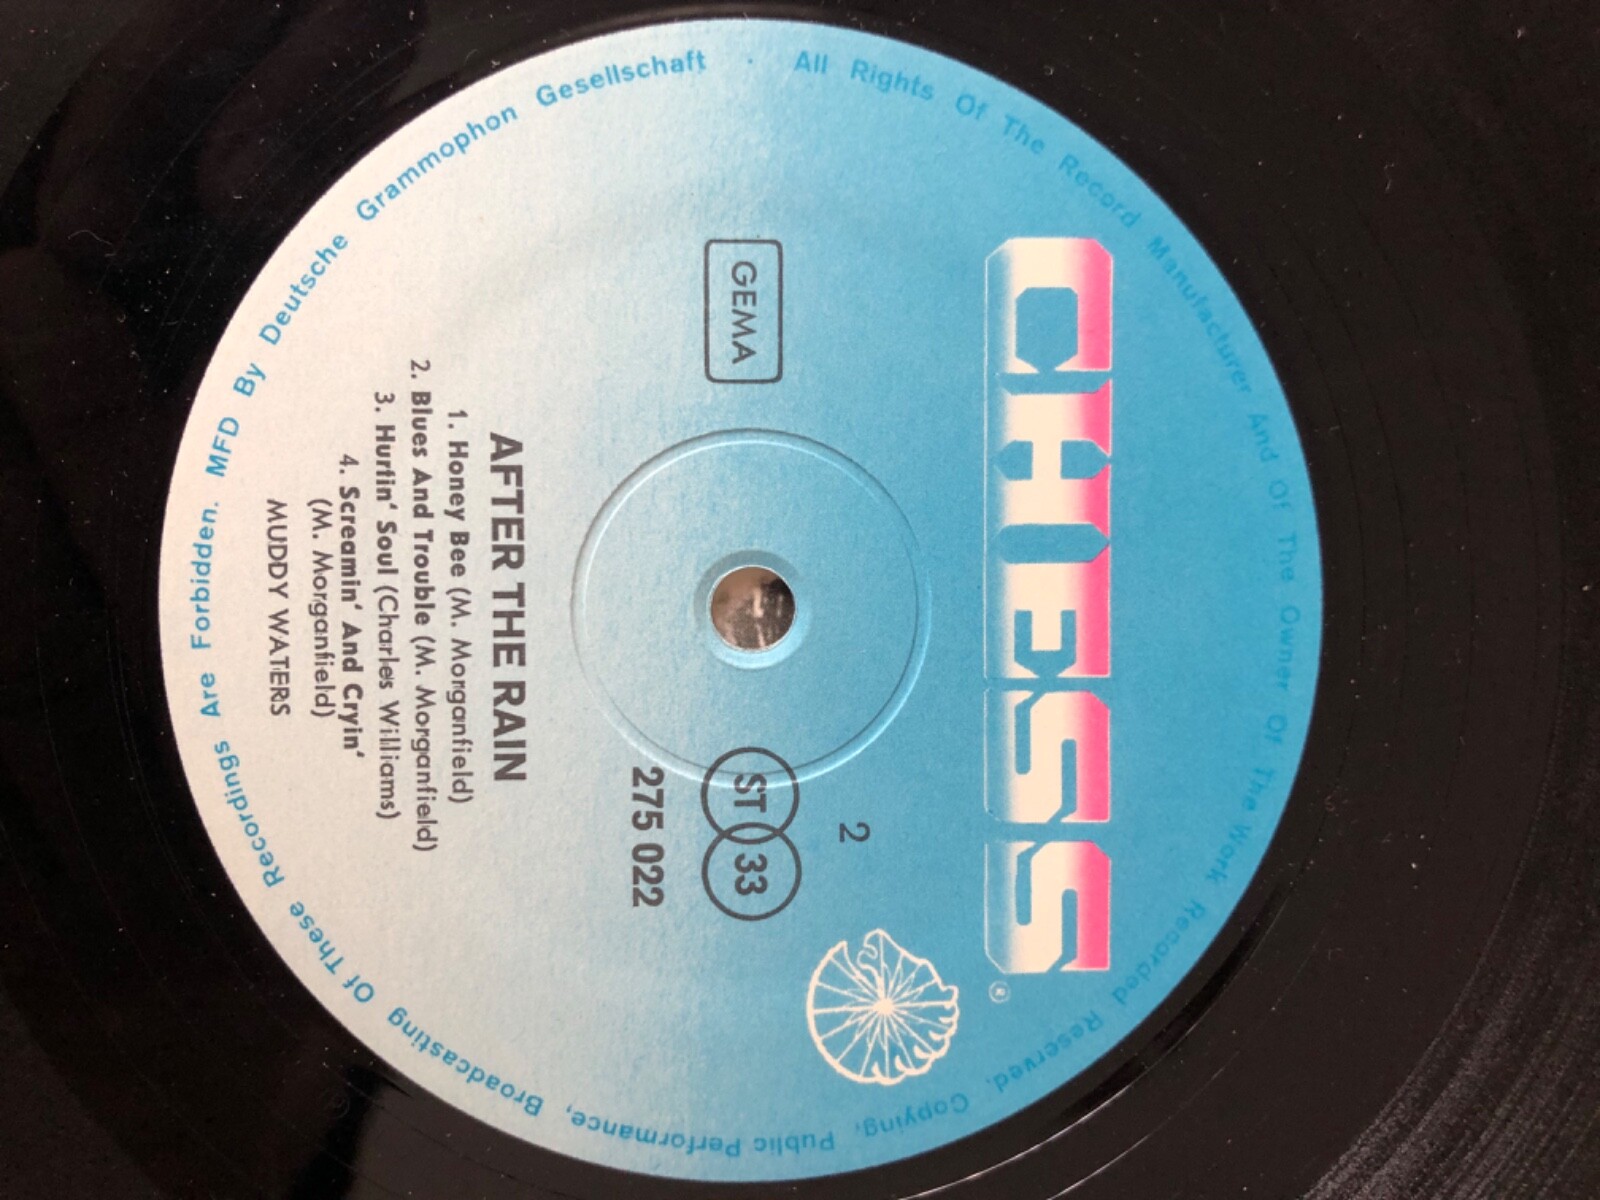 CHESS
®
2
GEMA
ST 33
275 022
AFTER THE RAIN
1. Honey Bee (M. Morganfield)
2. Blues And Trouble (M. Morganfield)
3. Hurtin' Soul (Charles Williams)
4. Screamin' And Cryin'
(M. Morganfield)
MUDDY WATERS
All Rights Of The Record Manufacturer And Of The Owner Of The Work Recorded Reserved. Copying, Public Performance, Broadcasting Of These Recordings Are Forbidden. MFD By Deutsche Grammophon Gesellschaft ·